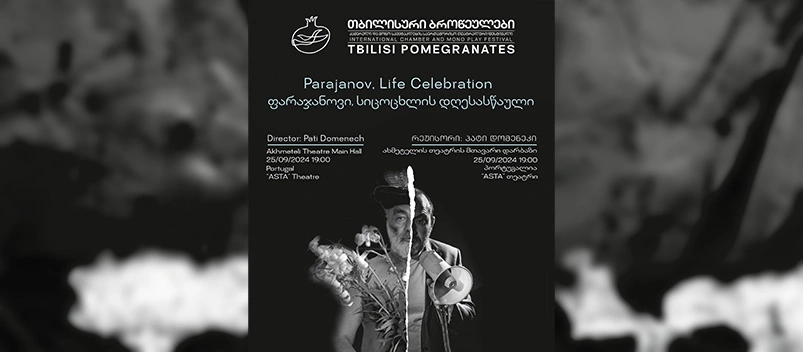 თბილისური ბროწეულები
INTERNATIONAL CHAMBER AND MONO PLAY FESTIVAL
TBILISI POMEGRANATES
Parajanov, Life Celebration
ფარაჯანოვი, სიცოცხლის დღესასწაული
Director: Pati Domenech
Akhmeteli Theatre Main Hall
25/09/2024 19:00
Portugal
"ASTA" Theatre
რეჟისორი: პატი დომენეკი
ახმეტელის თეატრის მთავარი დარბაზი
25/09/2024 19:00
პორტუგალია
"ASTA" თეატრი